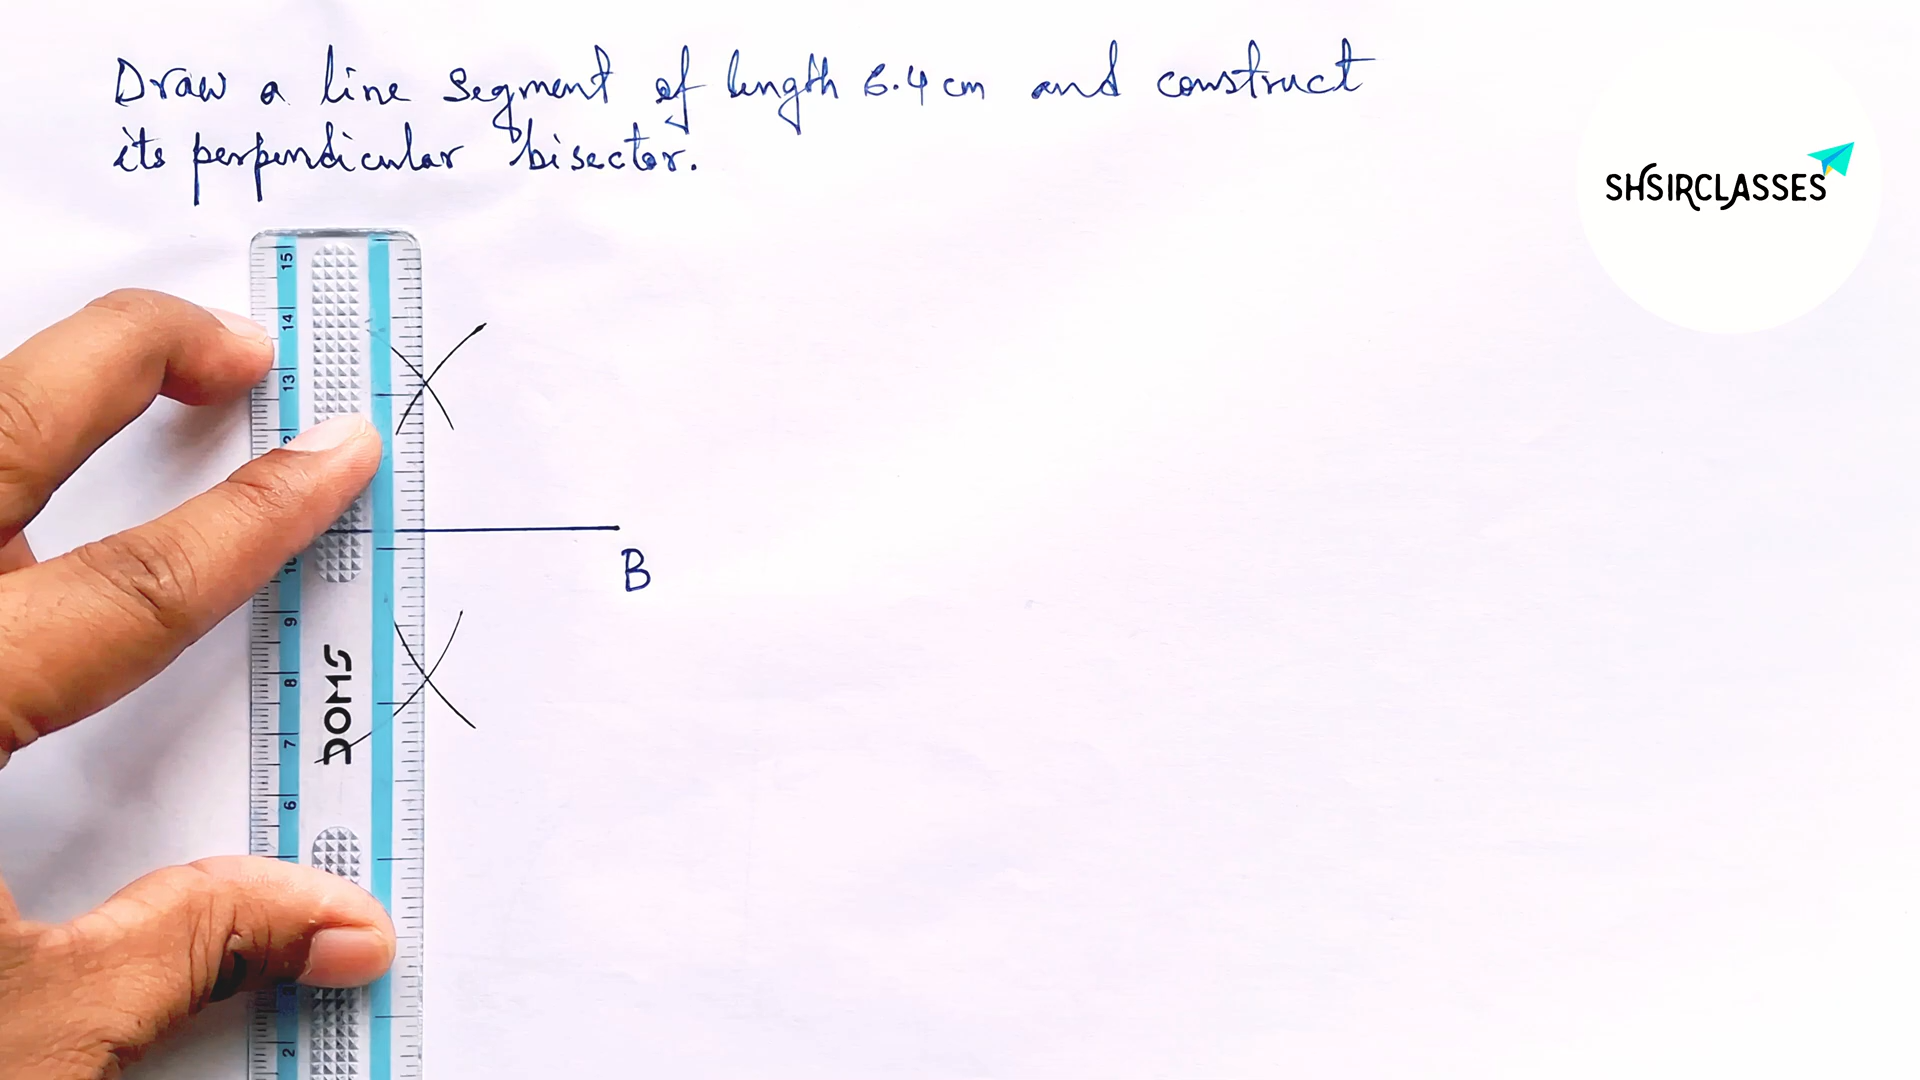 Draw a line segment of length 6.4 cm and construct
its perpendicular bisector.
SHSIRCLASSES
15
14
13
10
9
8
7
6
2
DOMS
B